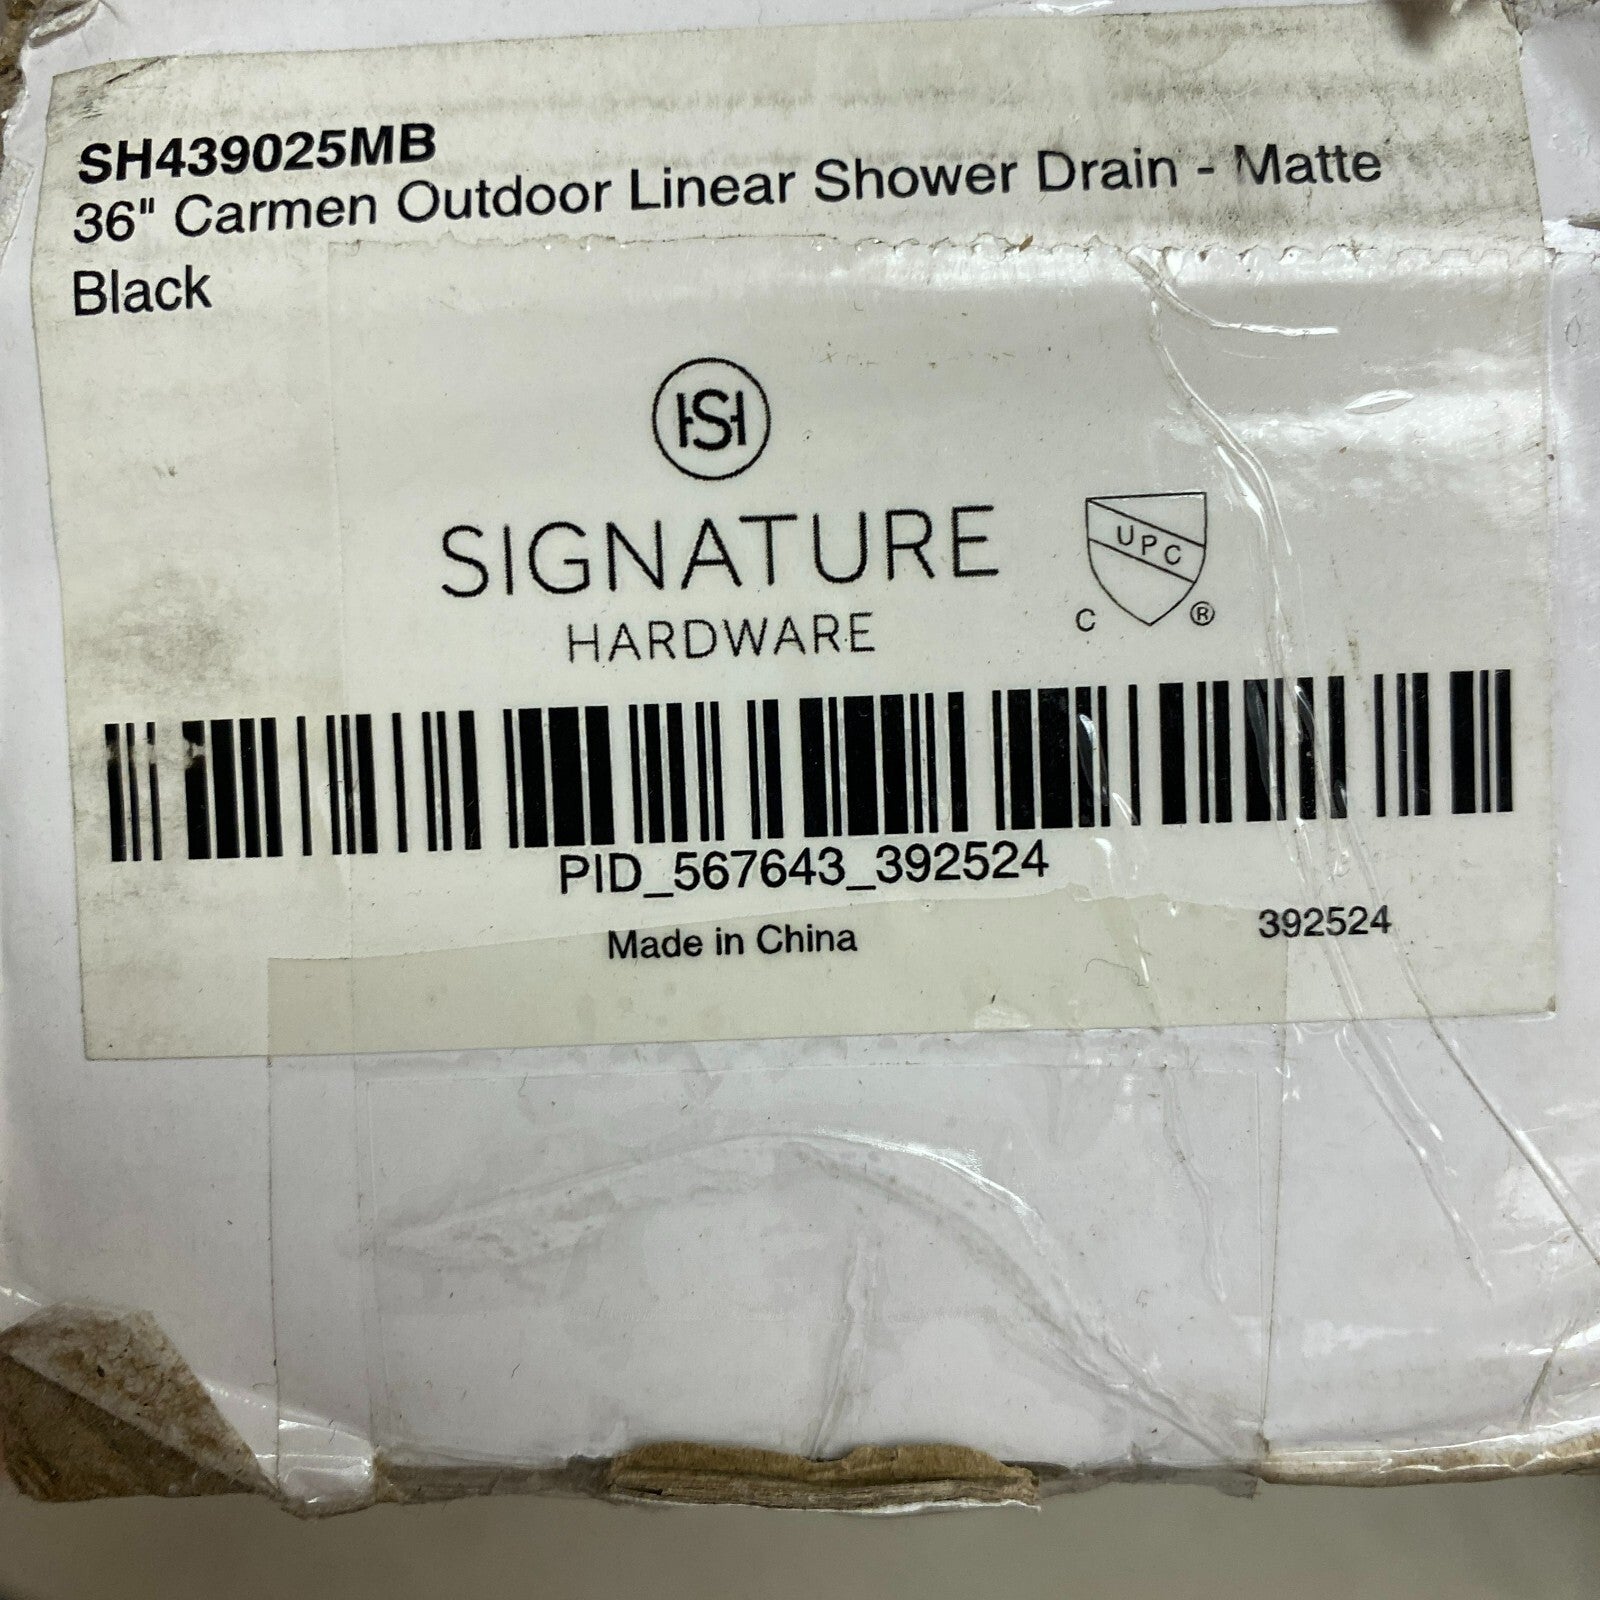 SH439025MB
36" Carmen Outdoor Linear Shower Drain - Matte
Black
SH
SIGNATURE
HARDWARE
UPC
C ®
PID_567643_392524
Made in China
392524